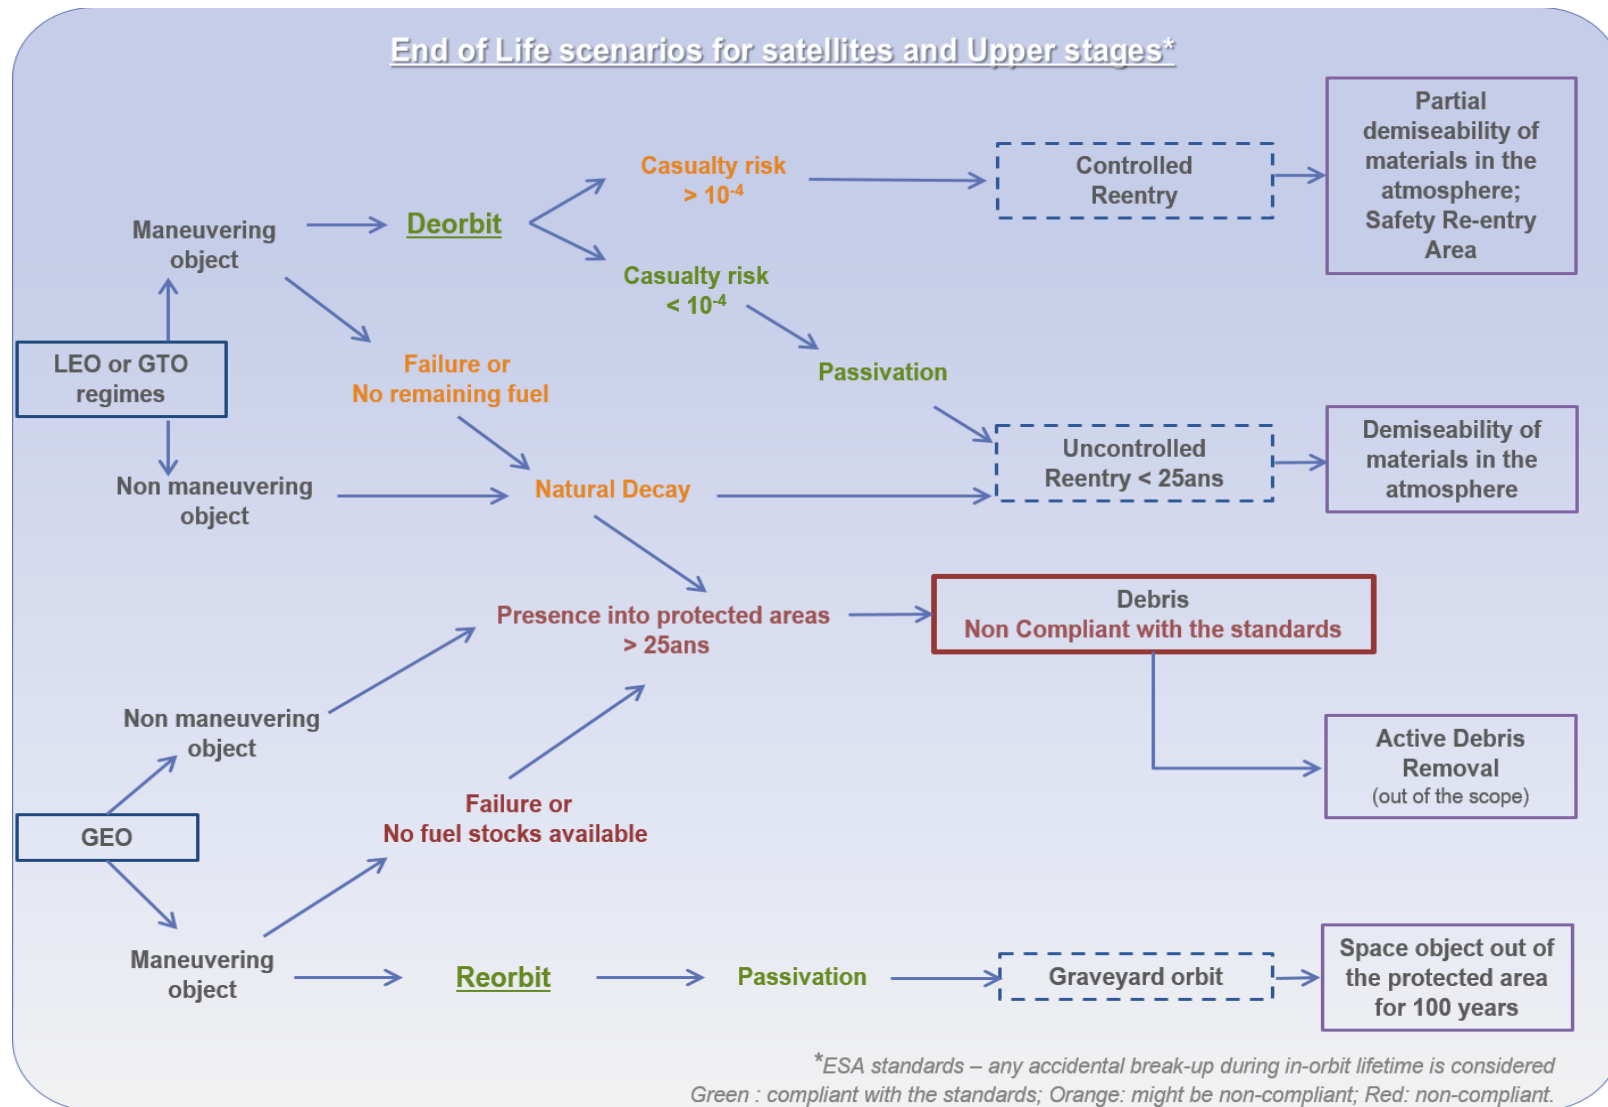 End of Life scenarios for satellites and Upper stages*
Partial
demiseability of
materials in the
atmosphere;
Safety Re-entry
Area
Controlled
Reentry
Casualty risk
> 10-4
Deorbit
Maneuvering
object
Casualty risk
< 10-4
LEO or GTO
regimes
Failure or
No remaining fuel
Passivation
Uncontrolled
Reentry < 25ans
Demiseability of
materials in the
atmosphere
Non maneuvering
object
Natural Decay
Presence into protected areas
> 25ans
Debris
Non Compliant with the standards
Non maneuvering
object
Active Debris
Removal
(out of the scope)
GEO
Failure or
No fuel stocks available
Maneuvering
object
Reorbit
Passivation
Graveyard orbit
Space object out of
the protected area
for 100 years
*ESA standards – any accidental break-up during in-orbit lifetime is considered
Green : compliant with the standards; Orange: might be non-compliant; Red: non-compliant.